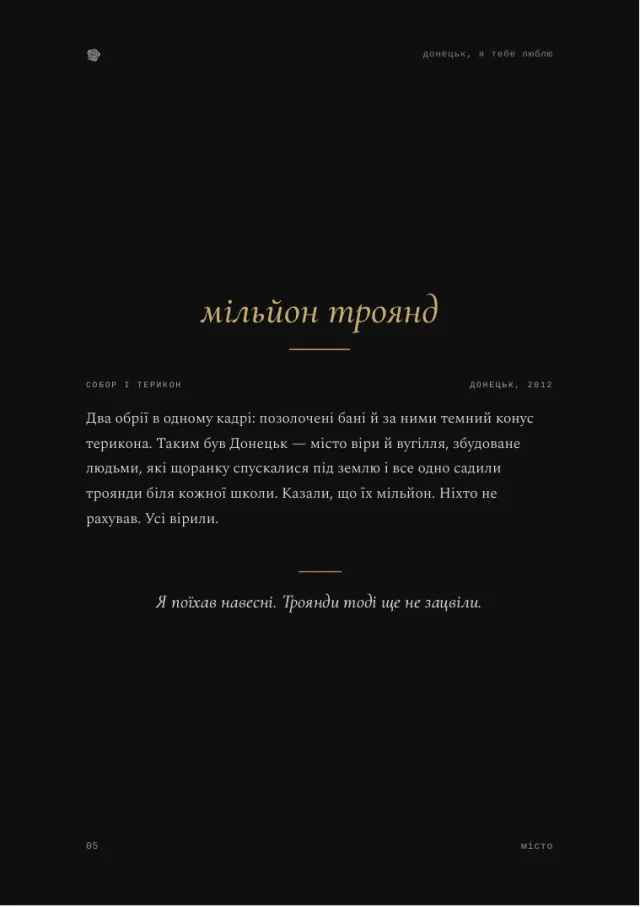 донецьк, я тебе люблю
мільйон троянд
СОБОР І ТЕРИКОН
ДОНЕЦЬК, 2012
Два обрії в одному кадрі: позолочені бані й за ними темний конус
терикона. Таким був Донецьк — місто віри й вугілля, збудоване
людьми, які щоранку спускалися під землю і все одно садили
троянди біля кожної школи. Казали, що їх мільйон. Ніхто не
рахував. Усі вірили.
Я поїхав навесні. Троянди тоді ще не зацвіли.
05
місто